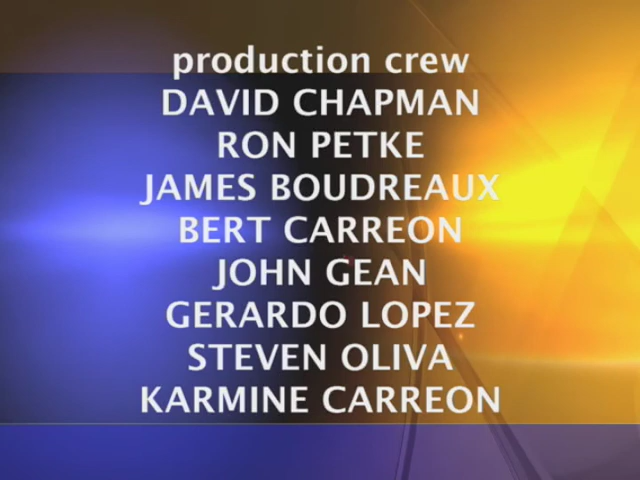 production crew
DAVID CHAPMAN
RON PETKE
JAMES BOUDREAUX
BERT CARREON
JOHN GEAN
GERARDO LOPEZ
STEVEN OLIVA
KARMINE CARREON